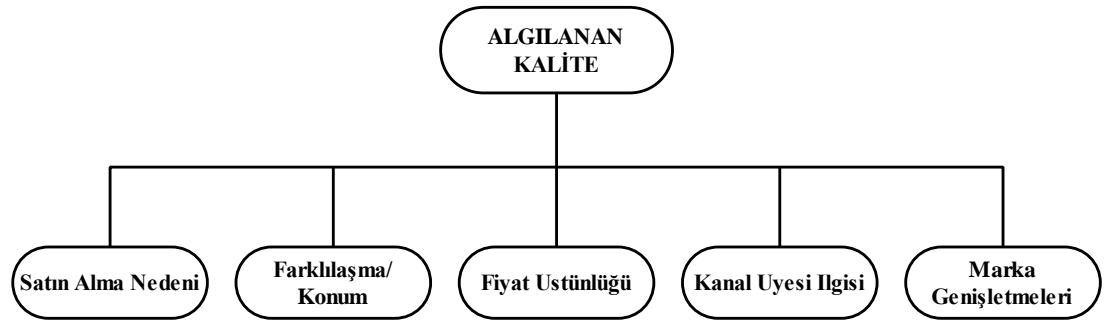 ALGILANAN
KALİTE
Satın Alma Nedeni
Farklılaşma/
Konum
Fiyat Ustünlüğü
Kanal Uyesi Ilgisi
Marka
Genişletmeleri